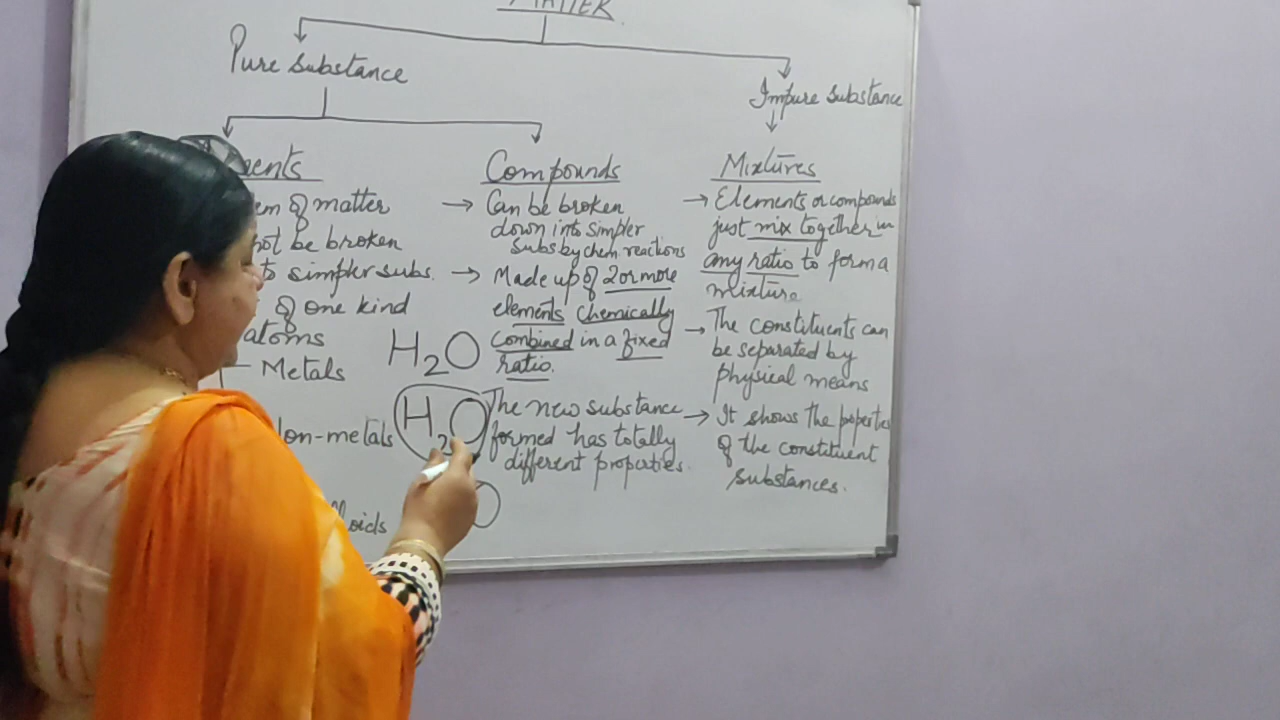 MATTER
Pure Substance
Impure Substance
ents
em of matter
not be broken
to simpler subs.
of one kind
atoms
Metals
Non-metals
lloids
H2O
H2O
Compounds
→ Can be broken
down into simpler
subs by chem. reactions
→ Made up of 2 or more
elements chemically
combined in a fixed
ratio.
The new substance
formed has totally
different properties.
Mixtures
→ Elements or compounds
just mix together in
any ratio to form a
mixture
→ The constituents can
be separated by
physical means
→ It shows the properties
of the constituent
substances.